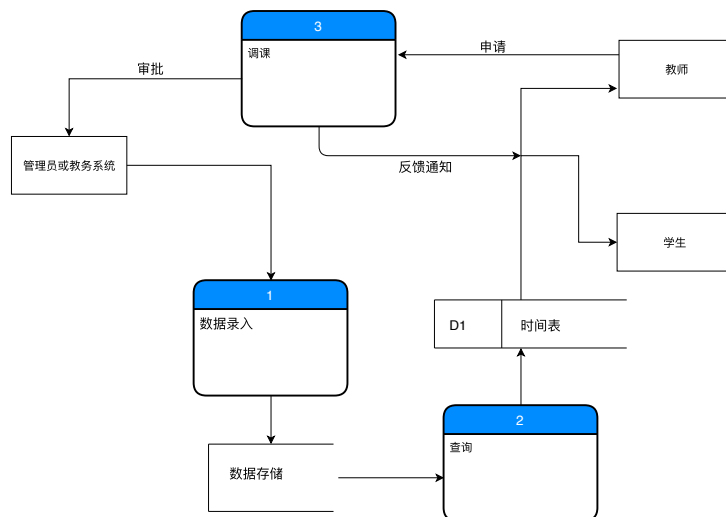 3
调课
申请
教师
审批
管理员或教务系统
反馈通知
学生
1
数据录入
D1
时间表
2
查询
数据存储